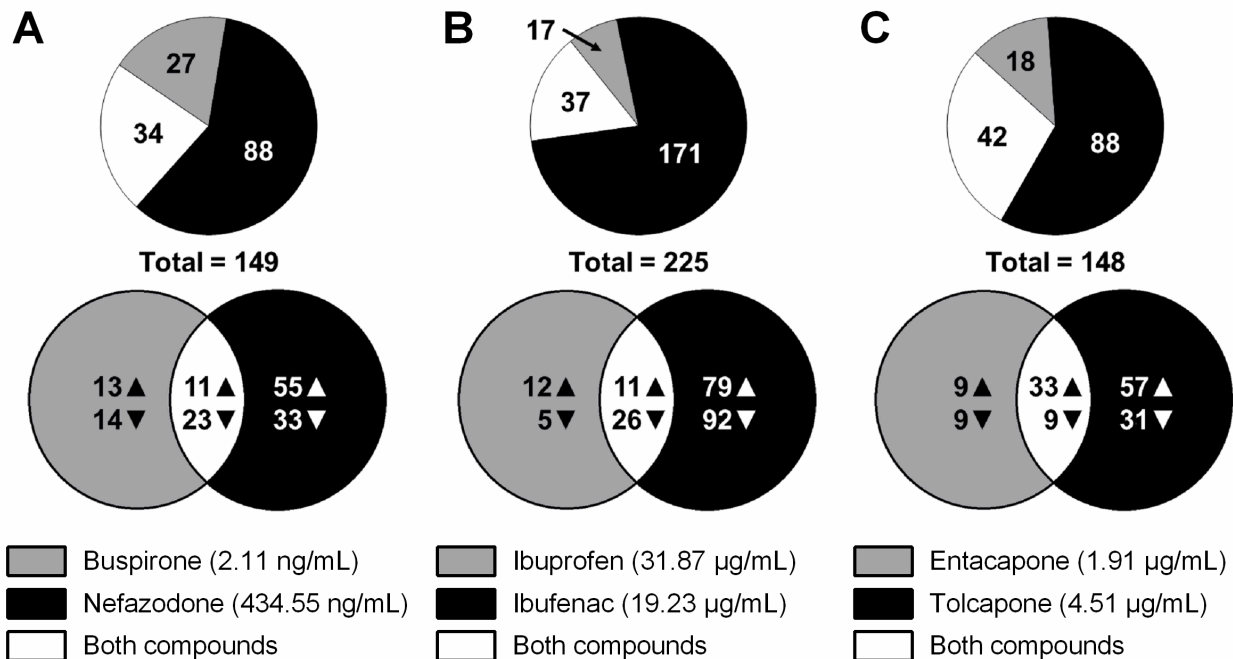 A
27
34
88
Total = 149
13▲ 11▲ 55▲
14▼ 23▼ 33▼
Buspirone (2.11 ng/mL)
Nefazodone (434.55 ng/mL)
Both compounds
B
17
37
171
Total = 225
12▲ 11▲ 79▲
5▼ 26▼ 92▼
Ibuprofen (31.87 µg/mL)
Ibufenac (19.23 µg/mL)
Both compounds
C
18
42
88
Total = 148
9▲ 33▲ 57▲
9▼ 9▼ 31▼
Entacapone (1.91 µg/mL)
Tolcapone (4.51 µg/mL)
Both compounds